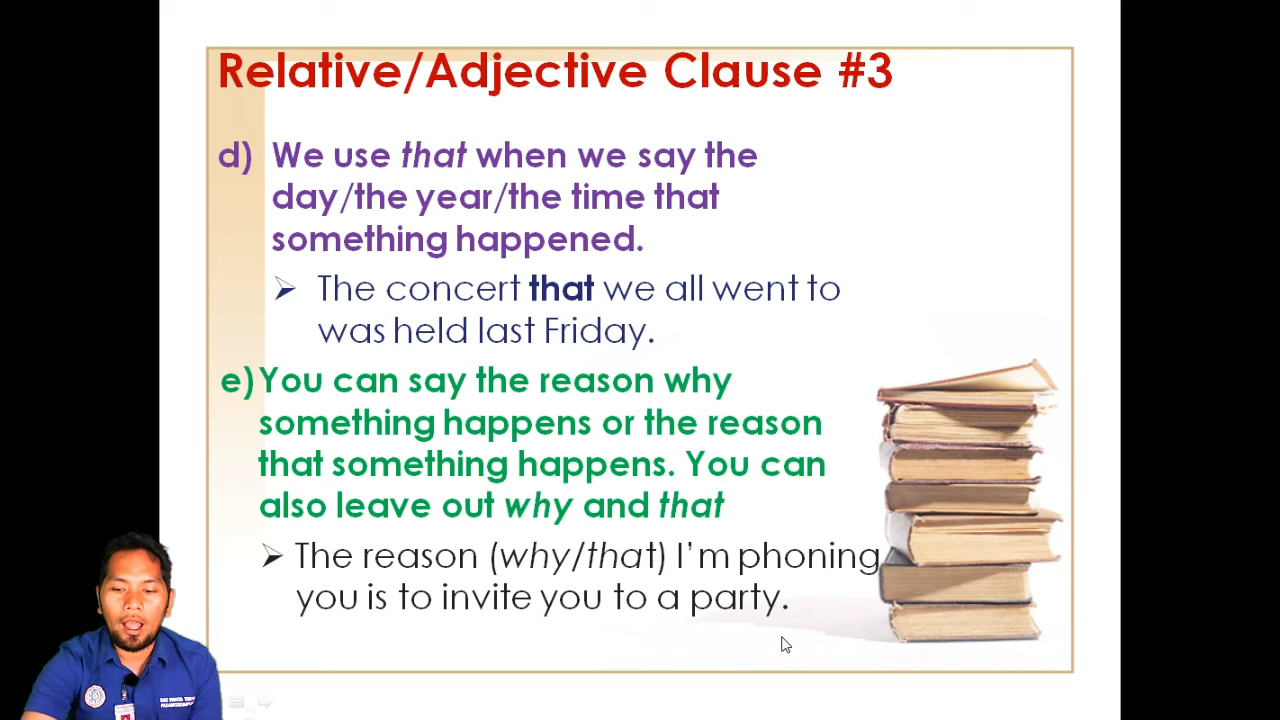 Relative/Adjective Clause #3
d) We use that when we say the
day/the year/the time that
something happened.
➢ The concert that we all went to
was held last Friday.
e) You can say the reason why
something happens or the reason
that something happens. You can
also leave out why and that
➢ The reason (why/that) I'm phoning
you is to invite you to a party.